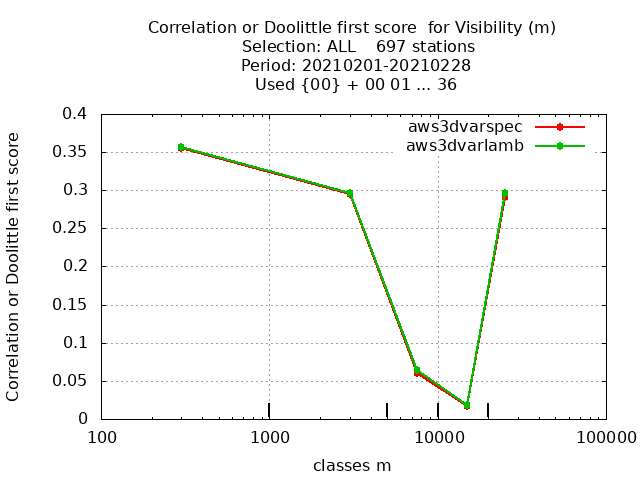 Correlation or Doolittle first score  for Visibility (m)
Selection: ALL    697 stations
Period: 20210201-20210228
Used {00} + 00 01 ... 36
aws3dvarspec
aws3dvarlamb
Correlation or Doolittle first score
0.4
0.35
0.3
0.25
0.2
0.15
0.1
0.05
0
100
1000
10000
100000
classes m